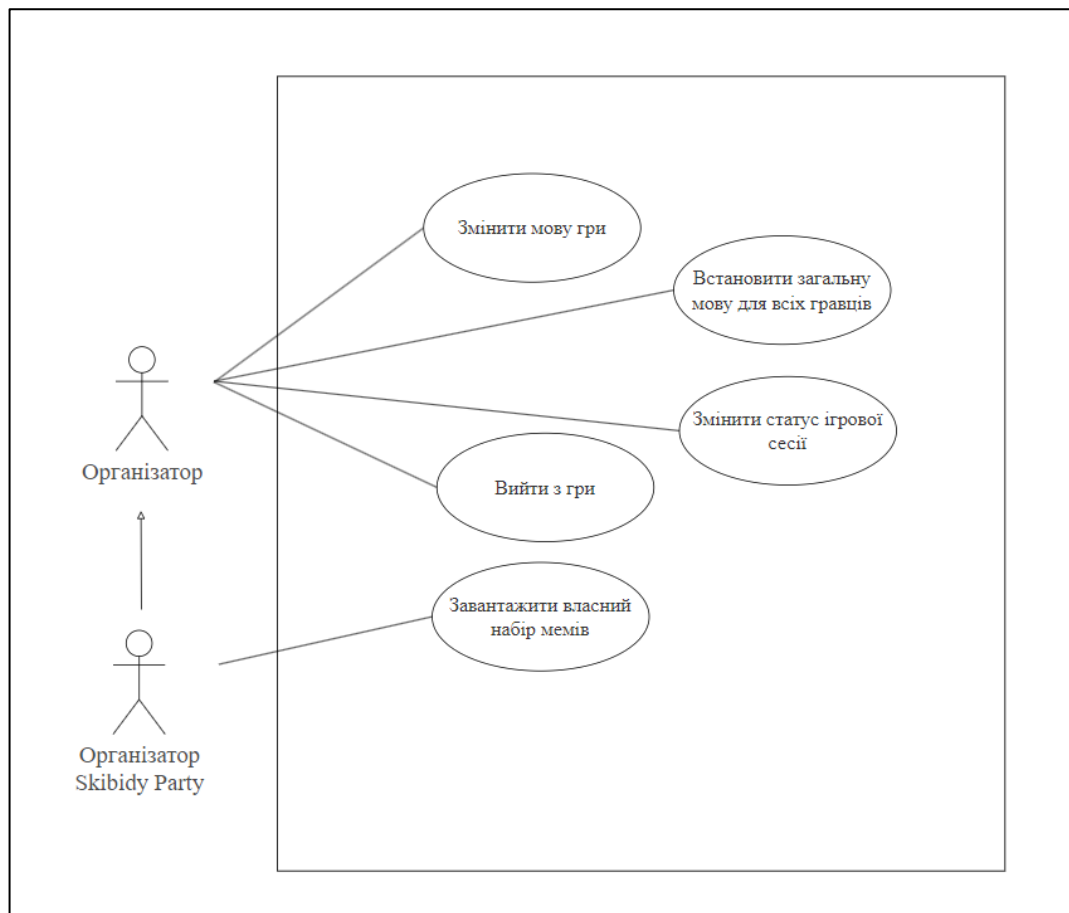 Змінити мову гри
Встановити загальну
мову для всіх гравців
Змінити статус ігрової
сесії
Організатор
Вийти з гри
Завантажити власний
набір мемів
Організатор
Skibidy Party